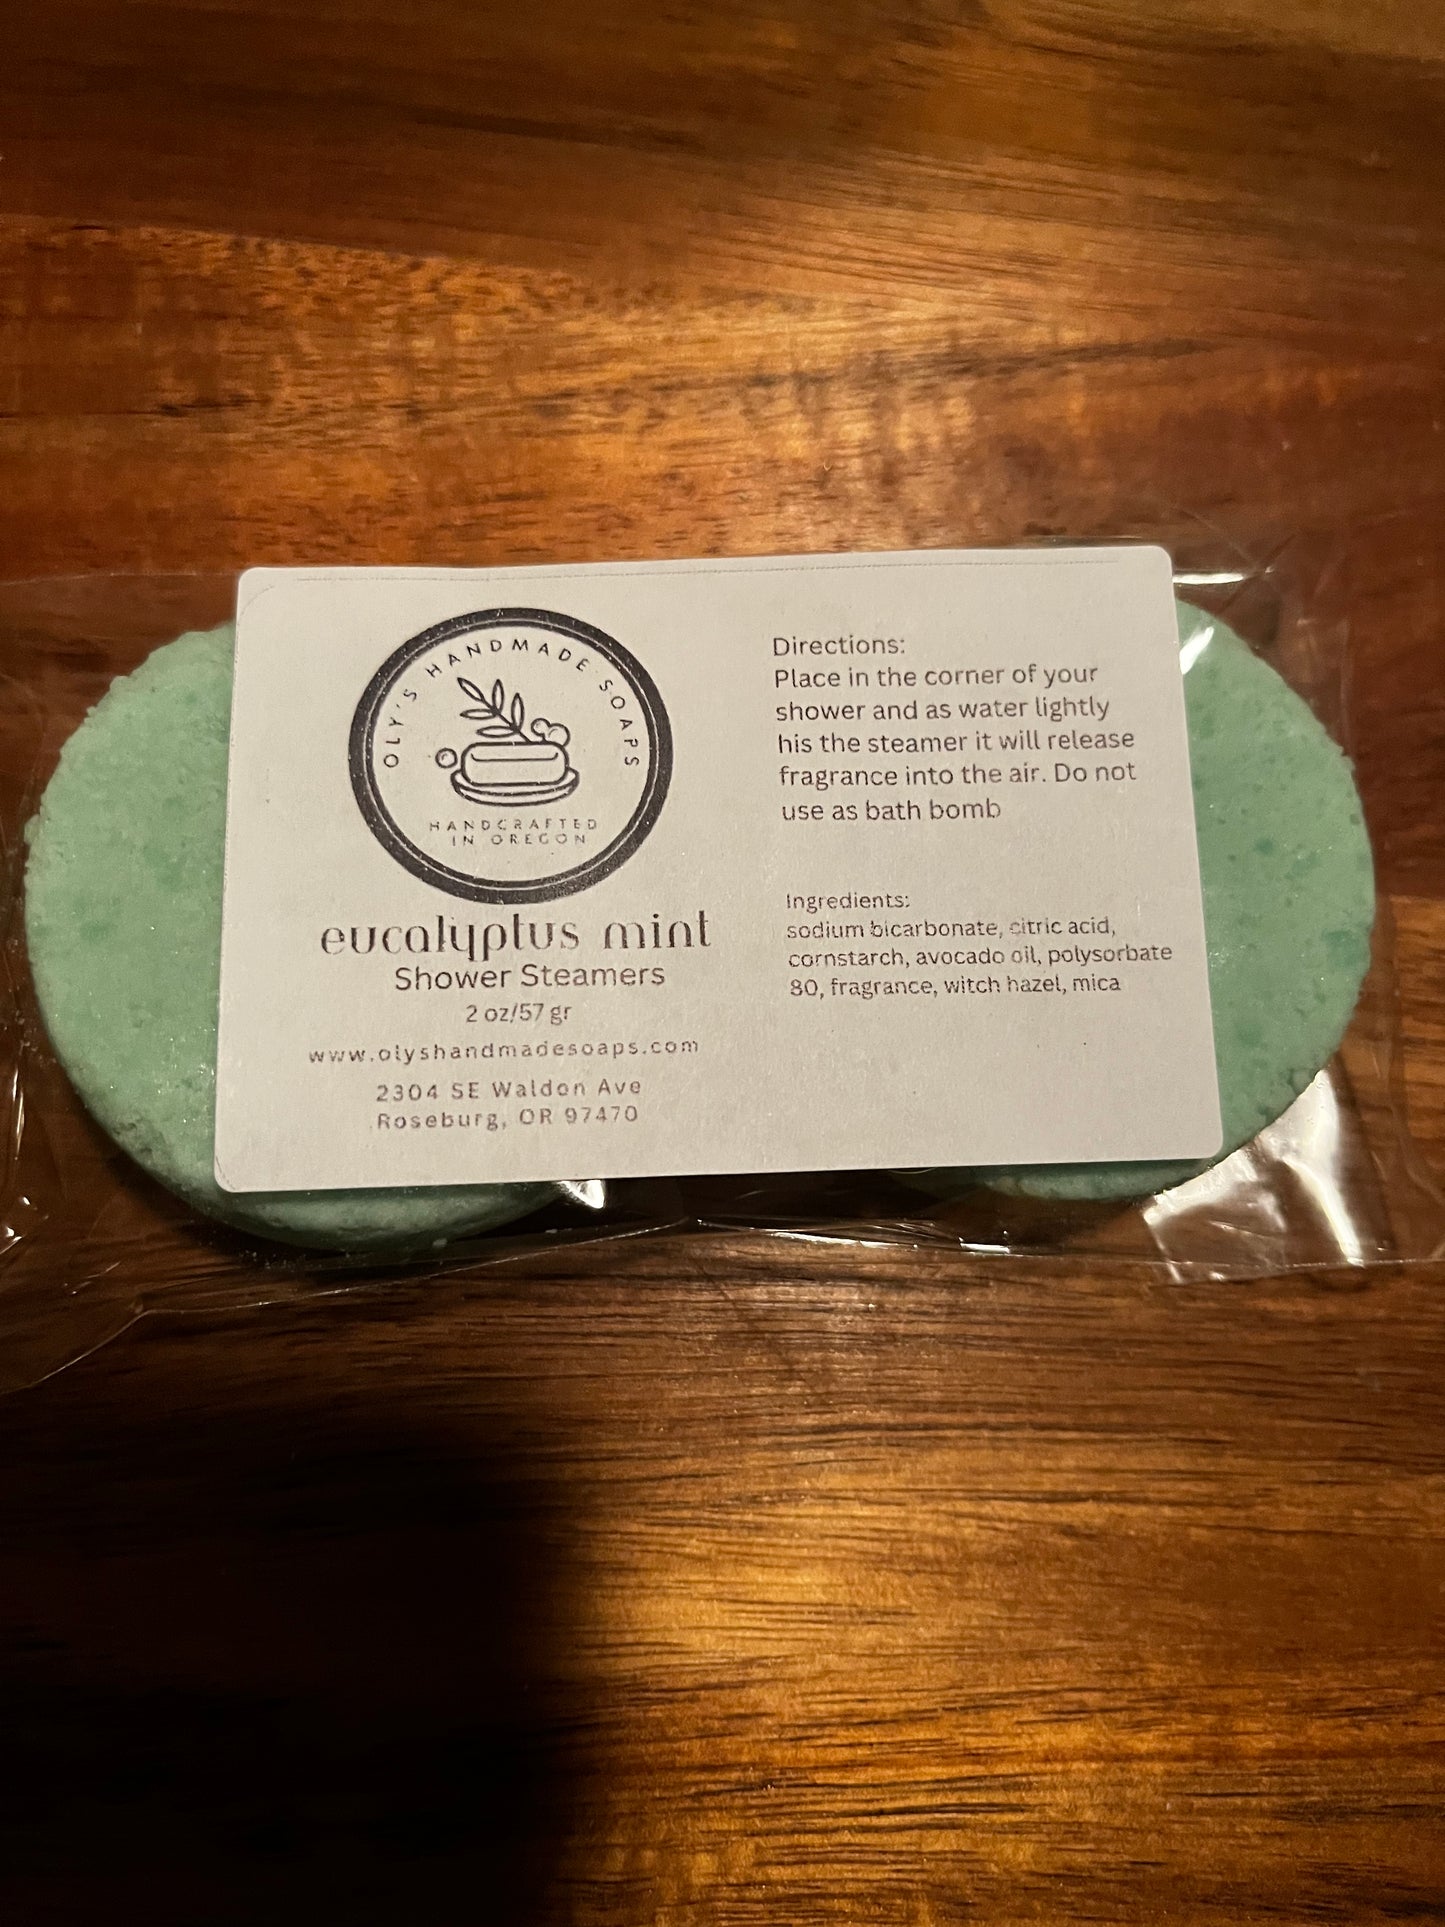 OLY'S HANDMADE SOAPS
HANDCRAFTED
IN OREGON
eucalyptus mint
Shower Steamers
2 oz/57 gr
www.olyshandmadesoaps.com
2304 SE Waldon Ave
Roseburg, OR 97470
Directions:
Place in the corner of your
shower and as water lightly
his the steamer it will release
fragrance into the air. Do not
use as bath bomb
Ingredients:
sodium bicarbonate, citric acid,
cornstarch, avocado oil, polysorbate
80, fragrance, witch hazel, mica